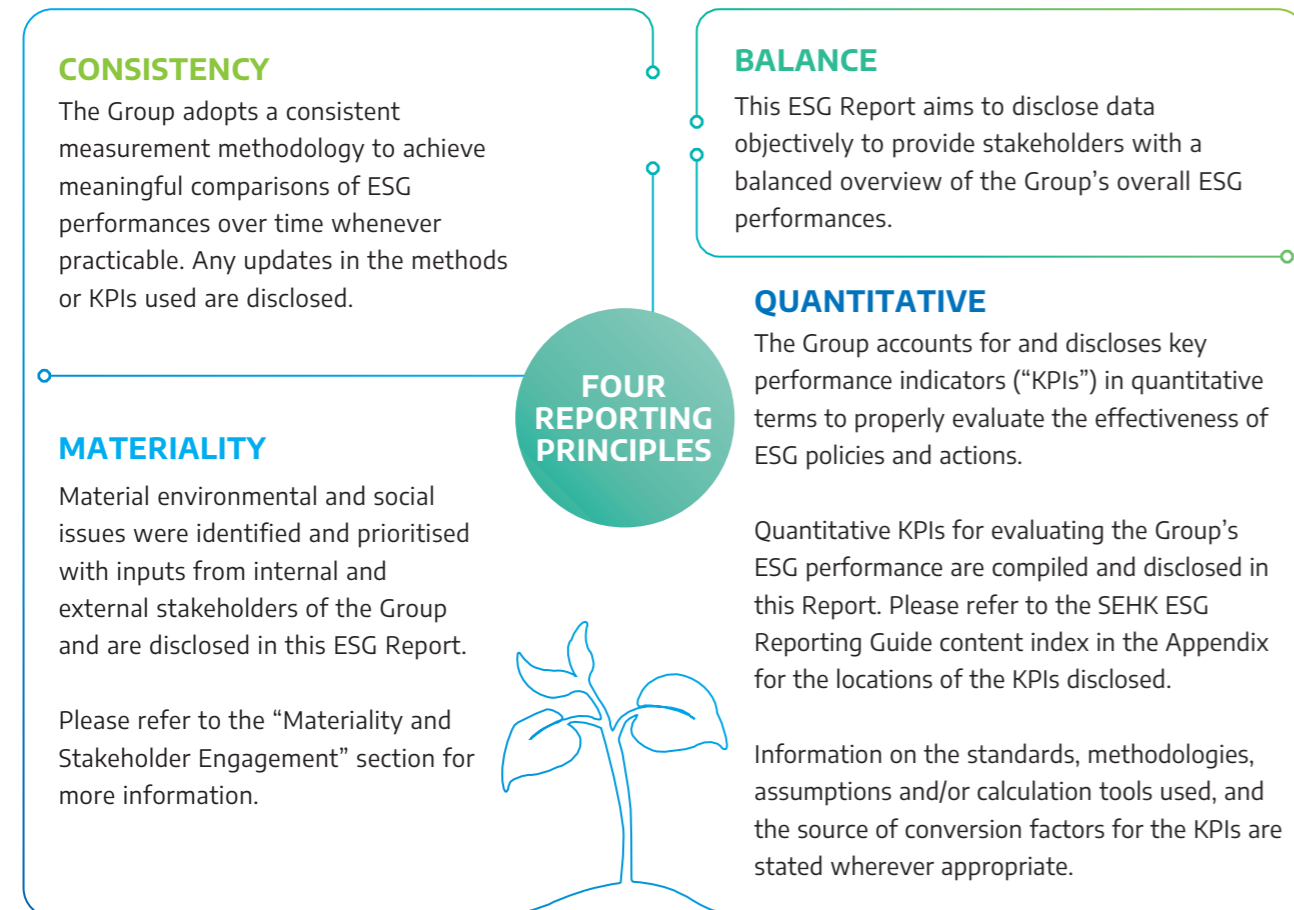 CONSISTENCY
The Group adopts a consistent
measurement methodology to achieve
meaningful comparisons of ESG
performances over time whenever
practicable. Any updates in the methods
or KPIs used are disclosed.
BALANCE
This ESG Report aims to disclose data
objectively to provide stakeholders with a
balanced overview of the Group’s overall ESG
performances.
FOUR
REPORTING
PRINCIPLES
MATERIALITY
Material environmental and social
issues were identified and prioritised
with inputs from internal and
external stakeholders of the Group
and are disclosed in this ESG Report.
Please refer to the “Materiality and
Stakeholder Engagement” section for
more information.
QUANTITATIVE
The Group accounts for and discloses key
performance indicators (“KPIs”) in quantitative
terms to properly evaluate the effectiveness of
ESG policies and actions.
Quantitative KPIs for evaluating the Group’s
ESG performance are compiled and disclosed in
this Report. Please refer to the SEHK ESG
Reporting Guide content index in the Appendix
for the locations of the KPIs disclosed.
Information on the standards, methodologies,
assumptions and/or calculation tools used, and
the source of conversion factors for the KPIs are
stated wherever appropriate.